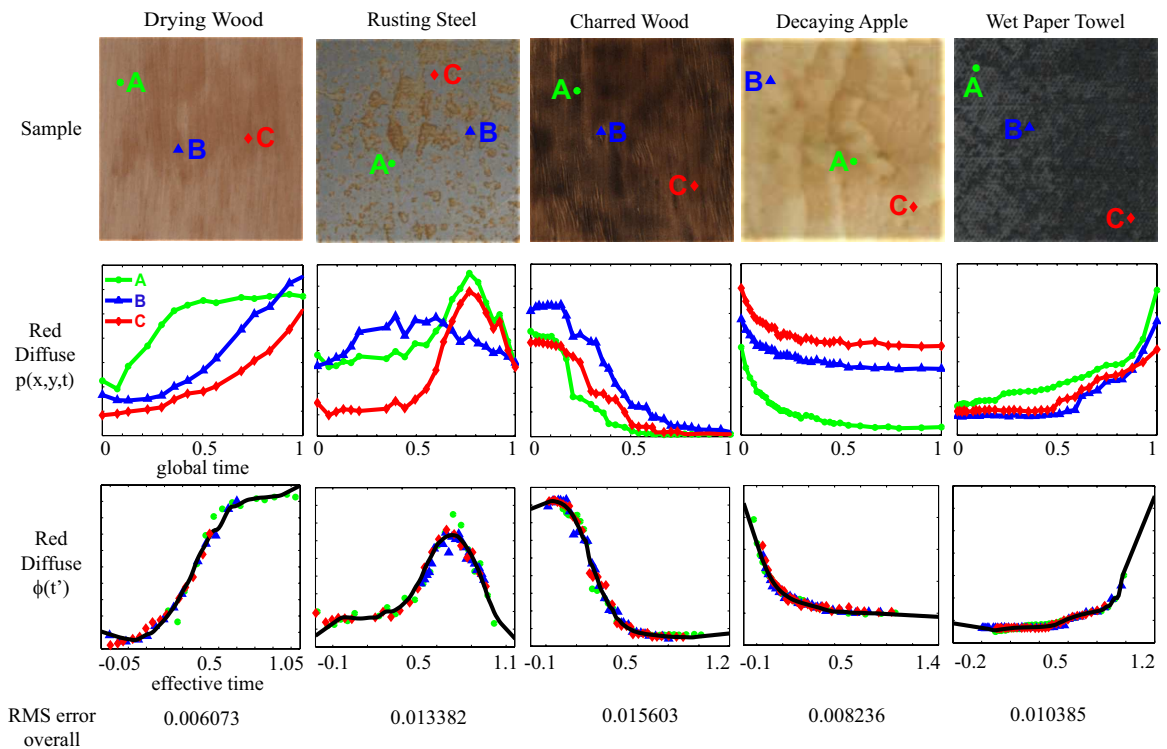 Drying Wood Rusting Steel Charred Wood Decaying Apple Wet Paper Towel
Sample
A B C
A B C
A B C
A B C
A B C
Red
Diffuse
p(x,y,t)
A
B
C
0 0.5 1 0 0.5 1 0 0.5 1 0 0.5 1 0 0.5 1
global time
Red
Diffuse
ϕ(t’)
-0.05 0.5 1.05 -0.1 0.5 1.1 -0.1 0.5 1.2 -0.1 0.5 1.4 -0.2 0.5 1.2
effective time
RMS error
overall
0.006073 0.013382 0.015603 0.008236 0.010385